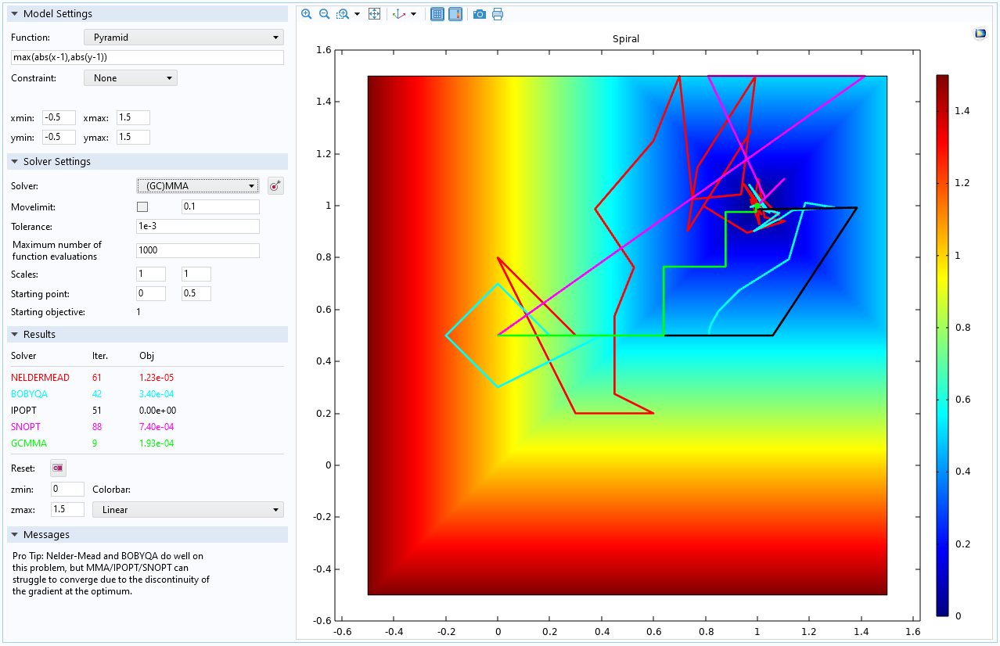 Model Settings
Function: Pyramid
max(abs(x-1),abs(y-1))
Constraint: None
xmin: -0.5 xmax: 1.5
ymin: -0.5 ymax: 1.5
Solver Settings
Solver: (GC)MMA
Movelimit: 0.1
Tolerance: 1e-3
Maximum number of
function evaluations 1000
Scales: 1 1
Starting point: 0 0.5
Starting objective: 1
Results
Solver Iter. Obj
NELDERMEAD 61 1.23e-05
BOBYQA 42 3.40e-04
IPOPT 51 0.00e+00
SNOPT 88 7.40e-04
GCMMA 9 1.93e-04
Reset:
zmin: 0 Colorbar:
zmax: 1.5 Linear
Messages
Pro Tip: Nelder-Mead and BOBYQA do well on
this problem, but MMA/IPOPT/SNOPT can
struggle to converge due to the discontinuity of
the gradient at the optimum.
Spiral
1.6
1.4
1.2
1
0.8
0.6
0.4
0.2
0
-0.2
-0.4
-0.6
-0.6 -0.4 -0.2 0 0.2 0.4 0.6 0.8 1 1.2 1.4 1.6
1.4
1.2
1
0.8
0.6
0.4
0.2
0